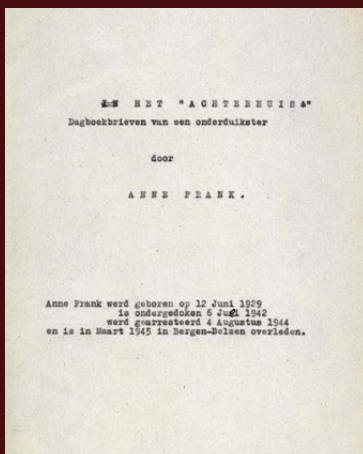 IN HET "ACHTERHUIS"
Dagboekbrieven van een onderduikster
door
ANNE FRANK.
Anne Frank werd geboren op 12 Juni 1929
is ondergedoken 6 Juli 1942
werd gearresteerd 4 Augustus 1944
en is in Maart 1945 in Bergen-Belsen overleden.